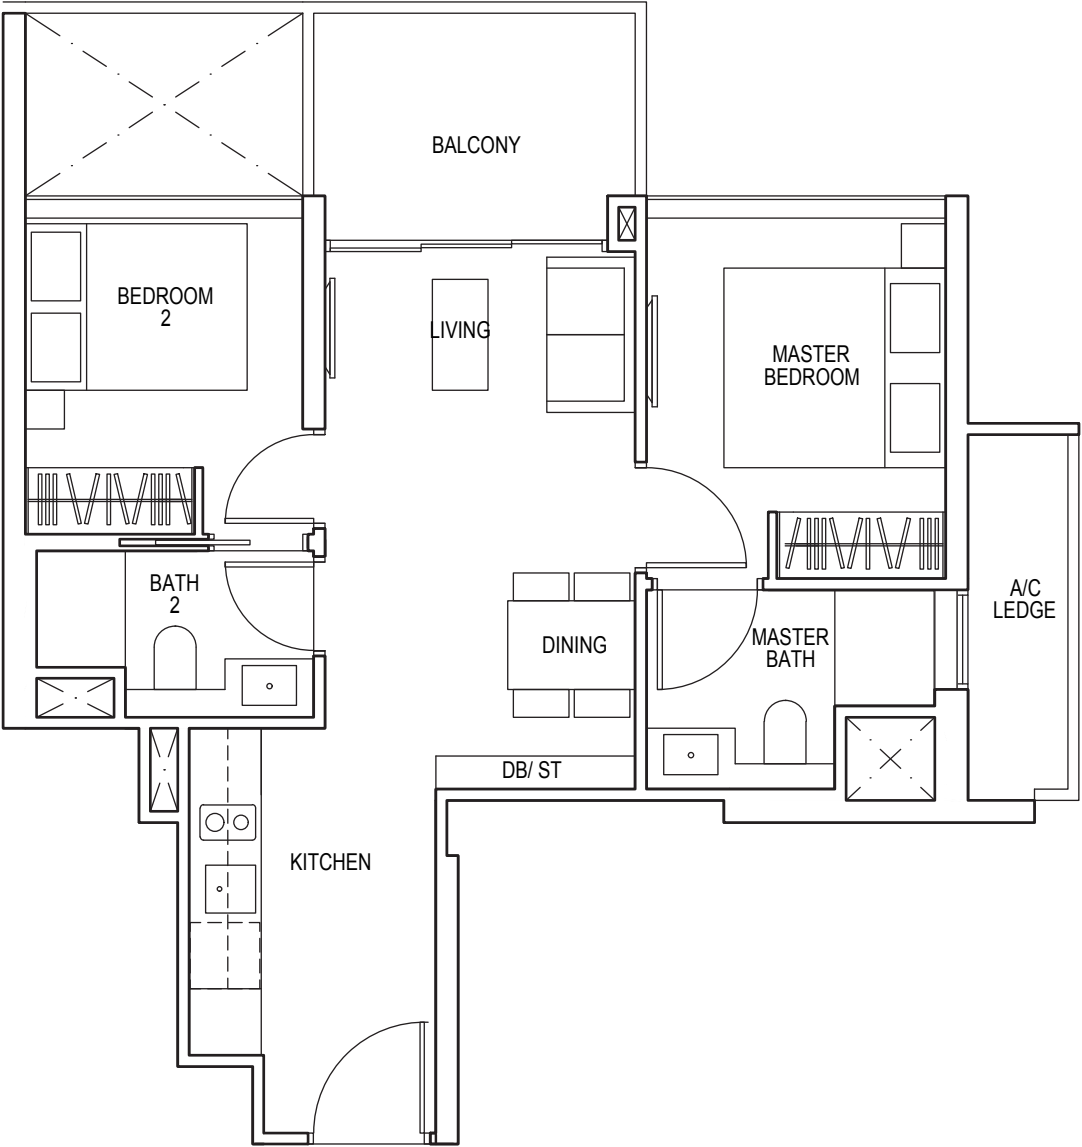 BALCONY
BEDROOM
2
LIVING
MASTER
BEDROOM
BATH
2
DINING
MASTER
BATH
A/C
LEDGE
DB/ ST
KITCHEN